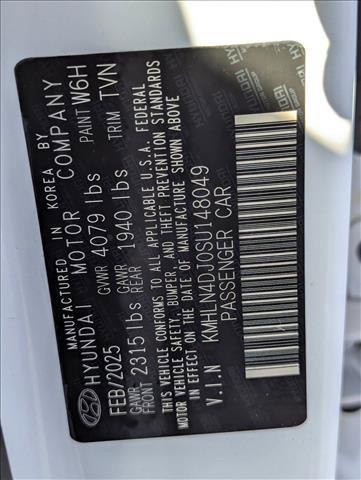 MANUFACTURED IN KOREA BY
HYUNDAI MOTOR COMPANY
FEB/2025 GVWR 4079 lbs PAINT W6H
GAWR FRONT 2315 lbs GAWR REAR 1940 lbs TRIM TVN
THIS VEHICLE CONFORMS TO ALL APPLICABLE U.S.A. FEDERAL
MOTOR VEHICLE SAFETY, BUMPER, AND THEFT PREVENTION STANDARDS
IN EFFECT ON THE DATE OF MANUFACTURE SHOWN ABOVE
V.I.N KMHLN4DJ0SU148049
PASSENGER CAR